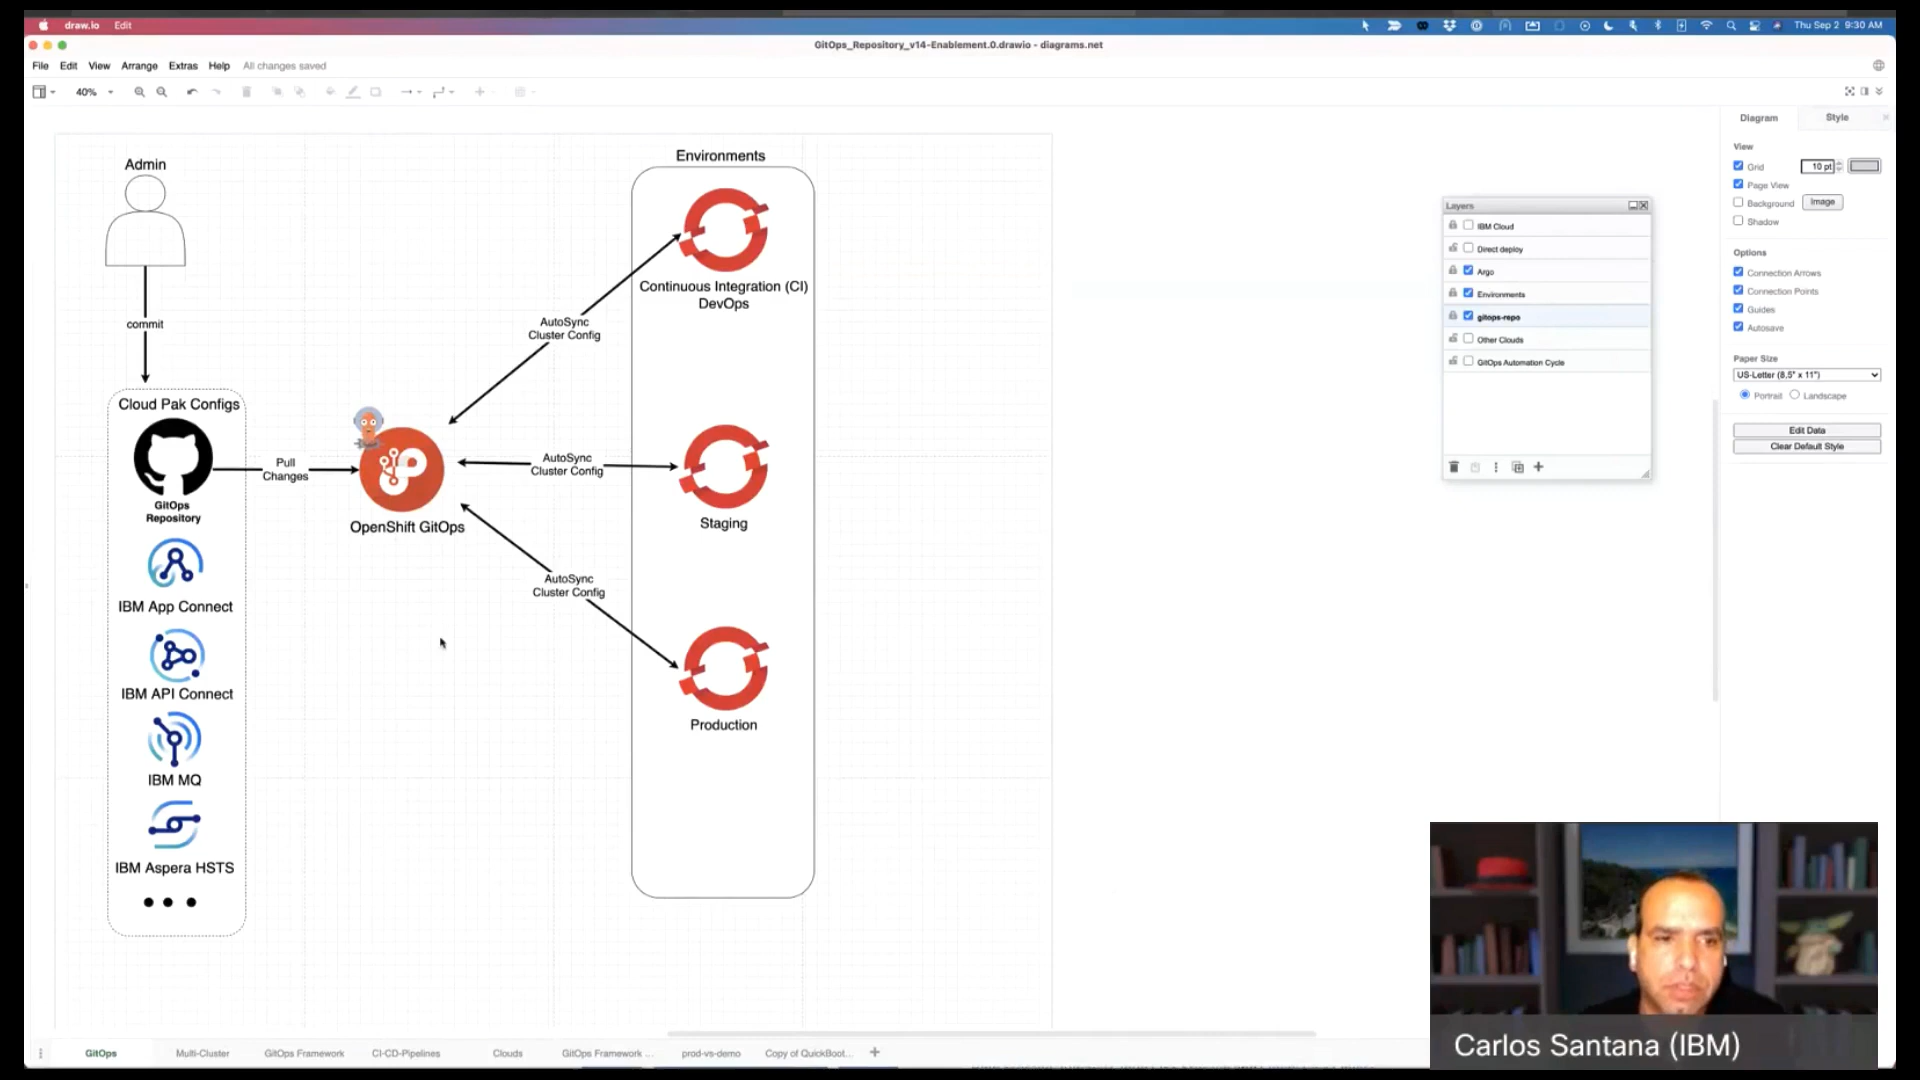 draw.io Edit
Thu Sep 2 9:30 AM
GitOps_Repository_v14-Enablement.0.drawio - diagrams.net
File Edit View Arrange Extras Help All changes saved
40%
Admin
commit
Cloud Pak Configs
GitOps
Repository
IBM App Connect
IBM API Connect
IBM MQ
IBM Aspera HSTS
Pull
Changes
OpenShift GitOps
AutoSync
Cluster Config
AutoSync
Cluster Config
AutoSync
Cluster Config
Environments
Continuous Integration (CI)
DevOps
Staging
Production
Layers
IBM Cloud
Direct deploy
Argo
Environments
gitops-repo
Other Clouds
GitOps Automation Cycle
Diagram Style
View
Grid 10 pt
Page View
Background Image
Shadow
Options
Connection Arrows
Connection Points
Guides
Autosave
Paper Size
US-Letter (8,5" x 11")
Portrait Landscape
Edit Data
Clear Default Style
GitOps Multi-Cluster GitOps Framework CI-CD-Pipelines Clouds GitOps Framework ... prod-vs-demo Copy of QuickBoot...
Carlos Santana (IBM)